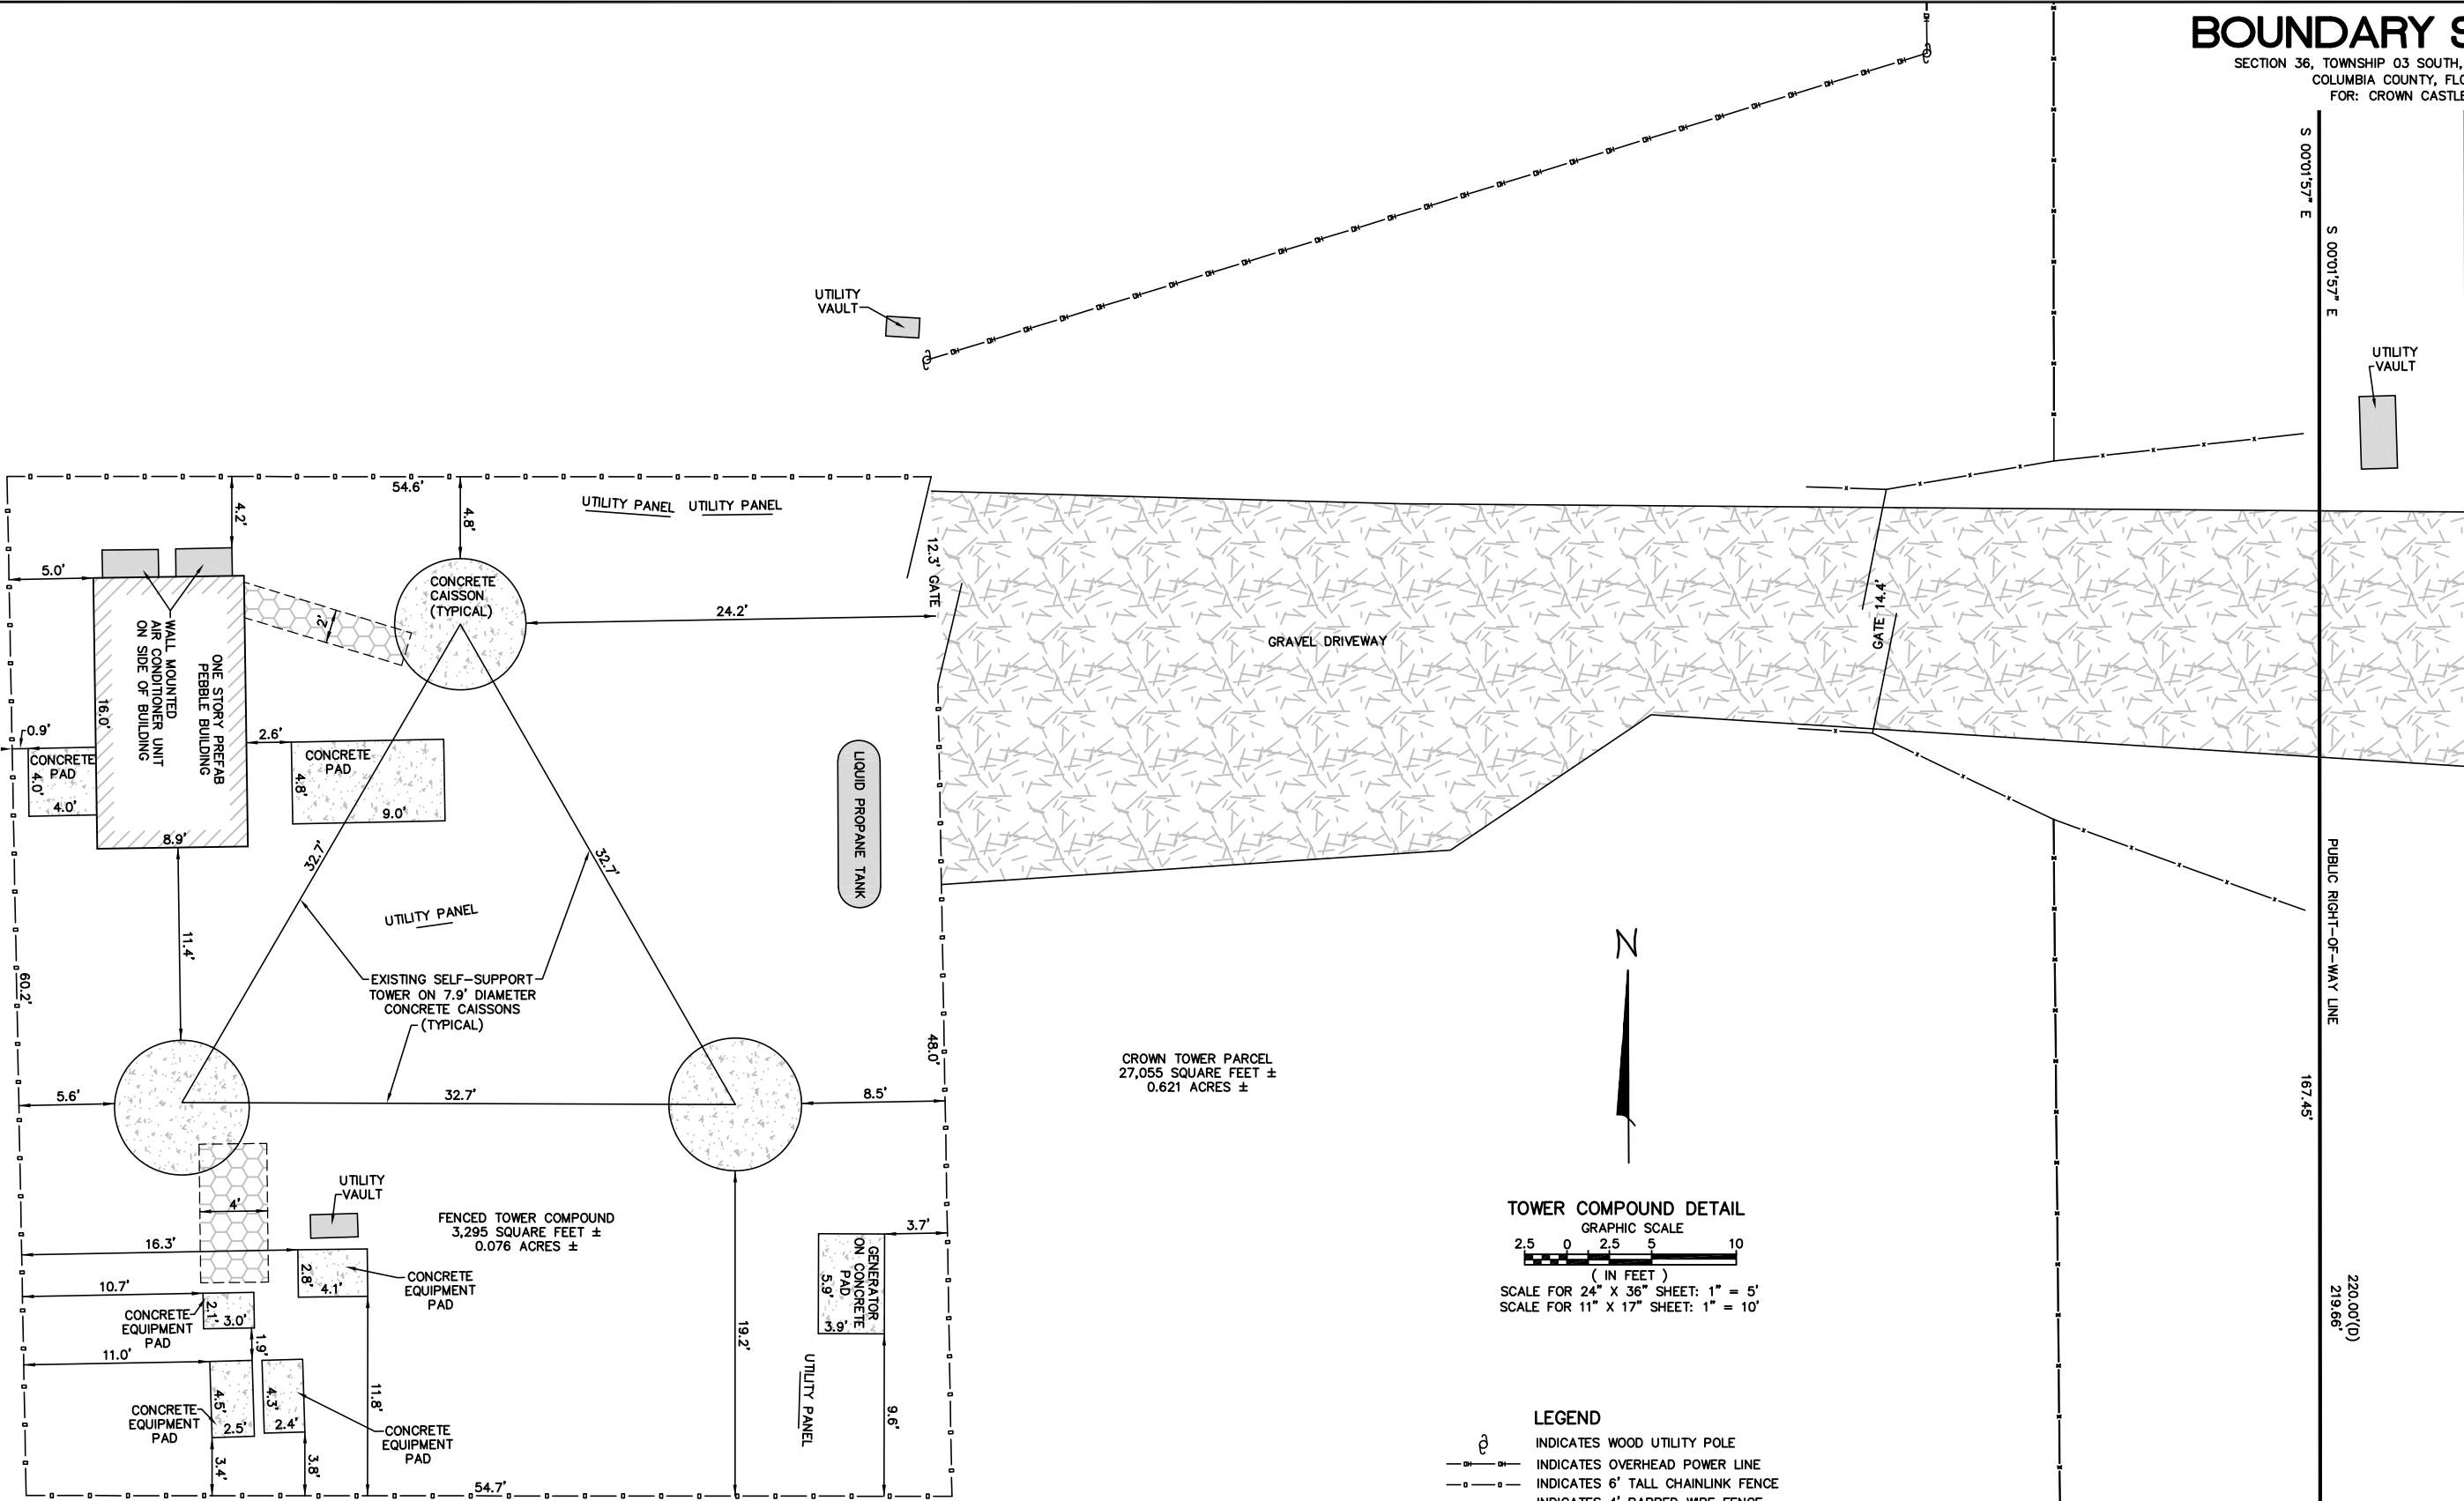 BOUNDARY S
SECTION 36, TOWNSHIP 03 SOUTH,
COLUMBIA COUNTY, FLO
FOR: CROWN CASTLE
S 00°01'57" E
S 00°01'57" E
UTILITY
VAULT
UTILITY
VAULT
54.6'
UTILITY PANEL
UTILITY PANEL
4.2'
4.8'
12.3' GATE
5.0'
CONCRETE
CAISSON
(TYPICAL)
24.2'
2'
GATE 14.4'
GRAVEL DRIVEWAY
ONE STORY PREFAB
PEBBLE BUILDING
WALL MOUNTED
AIR CONDITIONER UNIT
ON SIDE OF BUILDING
16.0'
0.9'
2.6'
CONCRETE
PAD
4.0'
4.0'
CONCRETE
PAD
4.8'
9.0'
8.9'
LIQUID PROPANE TANK
32.7'
32.7'
PUBLIC RIGHT-OF-WAY LINE
UTILITY PANEL
11.4'
60.2'
EXISTING SELF-SUPPORT
TOWER ON 7.9' DIAMETER
CONCRETE CAISSONS
(TYPICAL)
N
48.0'
CROWN TOWER PARCEL
27,055 SQUARE FEET ±
0.621 ACRES ±
5.6'
32.7'
8.5'
167.45'
UTILITY
VAULT
4'
FENCED TOWER COMPOUND
3,295 SQUARE FEET ±
0.076 ACRES ±
3.7'
TOWER COMPOUND DETAIL
GRAPHIC SCALE
2.5 0 2.5 5 10
( IN FEET )
SCALE FOR 24" X 36" SHEET: 1" = 5'
SCALE FOR 11" X 17" SHEET: 1" = 10'
16.3'
2.8'
4.1'
CONCRETE
EQUIPMENT
PAD
GENERATOR
ON CONCRETE
PAD
5.9'
3.9'
10.7'
2.1'
3.0'
CONCRETE
EQUIPMENT
PAD
1.9'
11.0'
19.2'
220.00'(D)
219.66'
4.5'
2.5'
4.3'
2.4'
11.8'
UTILITY PANEL
9.6'
CONCRETE
EQUIPMENT
PAD
CONCRETE
EQUIPMENT
PAD
3.4'
3.8'
54.7'
LEGEND
INDICATES WOOD UTILITY POLE
INDICATES OVERHEAD POWER LINE
INDICATES 6' TALL CHAINLINK FENCE
INDICATES 4' BARBED WIRE FENCE